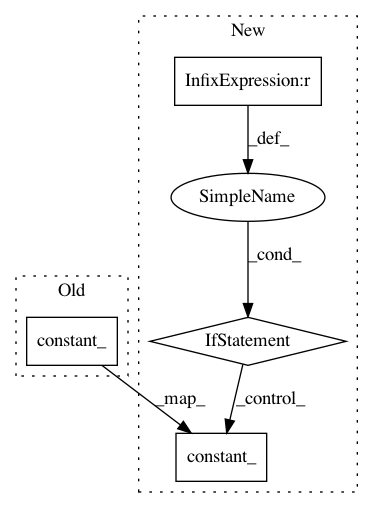 New
InfixExpression:r
_def_
SimpleName
_cond_
Old
constant_
IfStatement
_map_
_control_
constant_